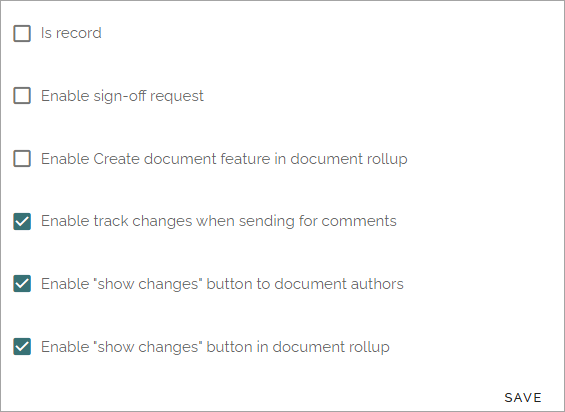 Is record
Enable sign-off request
Enable Create document feature in document rollup
Enable track changes when sending for comments
Enable "show changes" button to document authors
Enable "show changes" button in document rollup
SAVE